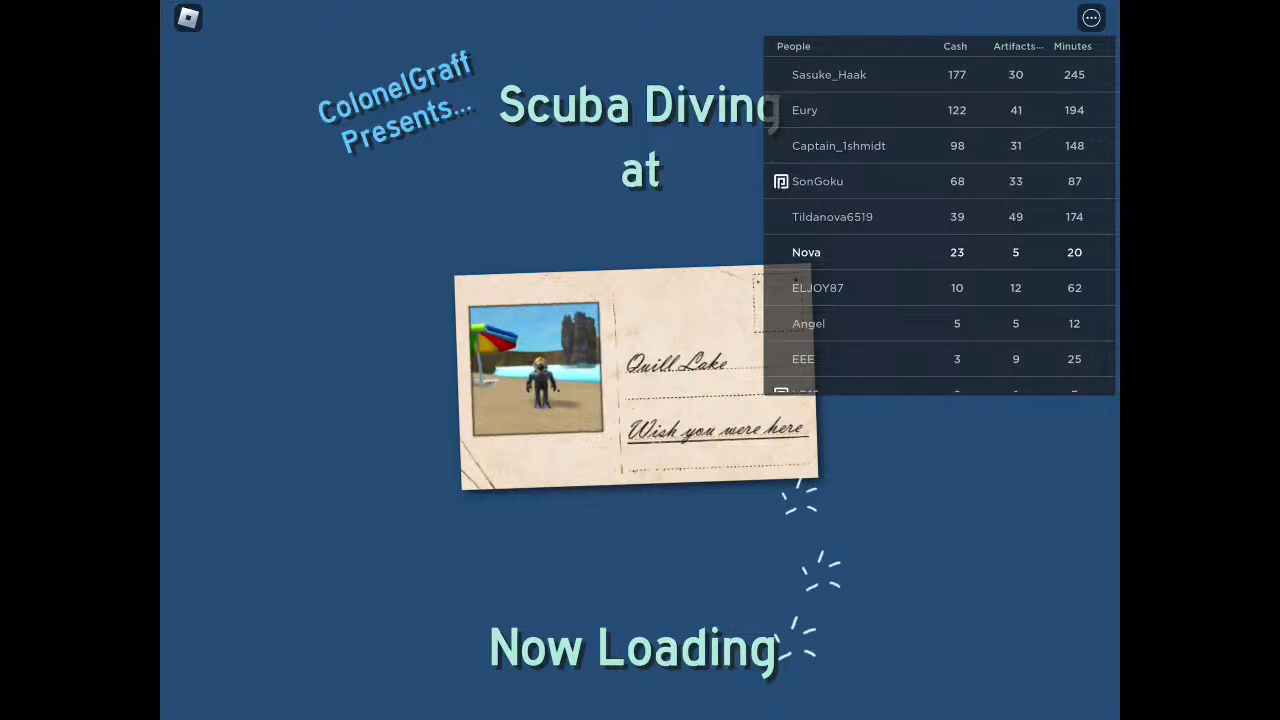 ColonelGraff
Presents...
Scuba Diving
at
People Cash Artifacts... Minutes
Sasuke_Haak 177 30 245
Eury 122 41 194
Captain_1shmidt 98 31 148
SonGoku 68 33 87
Tildanova6519 39 49 174
Nova 23 5 20
ELJOY87 10 12 62
Angel 5 5 12
EEE 3 9 25
Quill Lake
Wish you were here
Now Loading